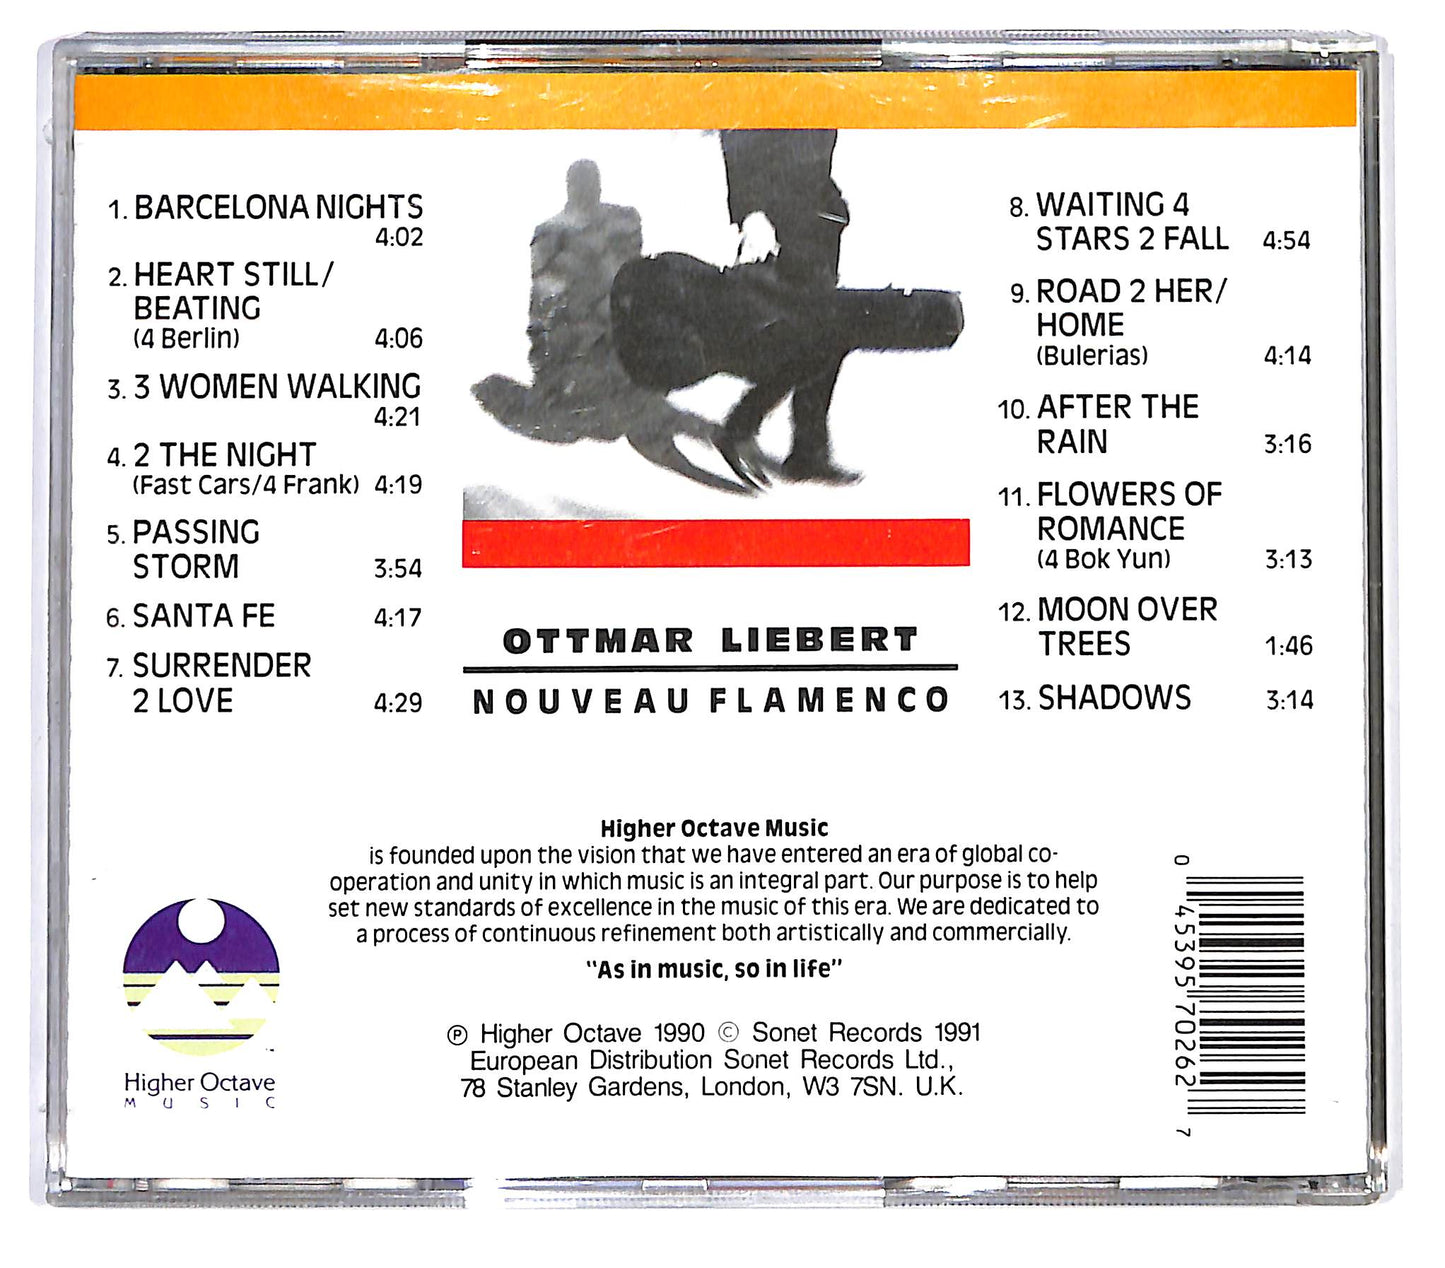 1. BARCELONA NIGHTS
4:02
2. HEART STILL/
BEATING
(4 Berlin) 4:06
3. 3 WOMEN WALKING
4:21
4. 2 THE NIGHT
(Fast Cars/4 Frank) 4:19
5. PASSING
STORM 3:54
6. SANTA FE 4:17
7. SURRENDER
2 LOVE 4:29
8. WAITING 4
STARS 2 FALL 4:54
9. ROAD 2 HER/
HOME
(Bulerias) 4:14
10. AFTER THE
RAIN 3:16
11. FLOWERS OF
ROMANCE
(4 Bok Yun) 3:13
12. MOON OVER
TREES 1:46
13. SHADOWS 3:14
OTTMAR LIEBERT
NOUVEAU FLAMENCO
Higher Octave Music
is founded upon the vision that we have entered an era of global co-
operation and unity in which music is an integral part. Our purpose is to help
set new standards of excellence in the music of this era. We are dedicated to
a process of continuous refinement both artistically and commercially.
"As in music, so in life"
℗ Higher Octave 1990 © Sonet Records 1991
European Distribution Sonet Records Ltd.,
78 Stanley Gardens, London, W3 7SN. U.K.
Higher Octave
MUSIC
0 45395 70262 7